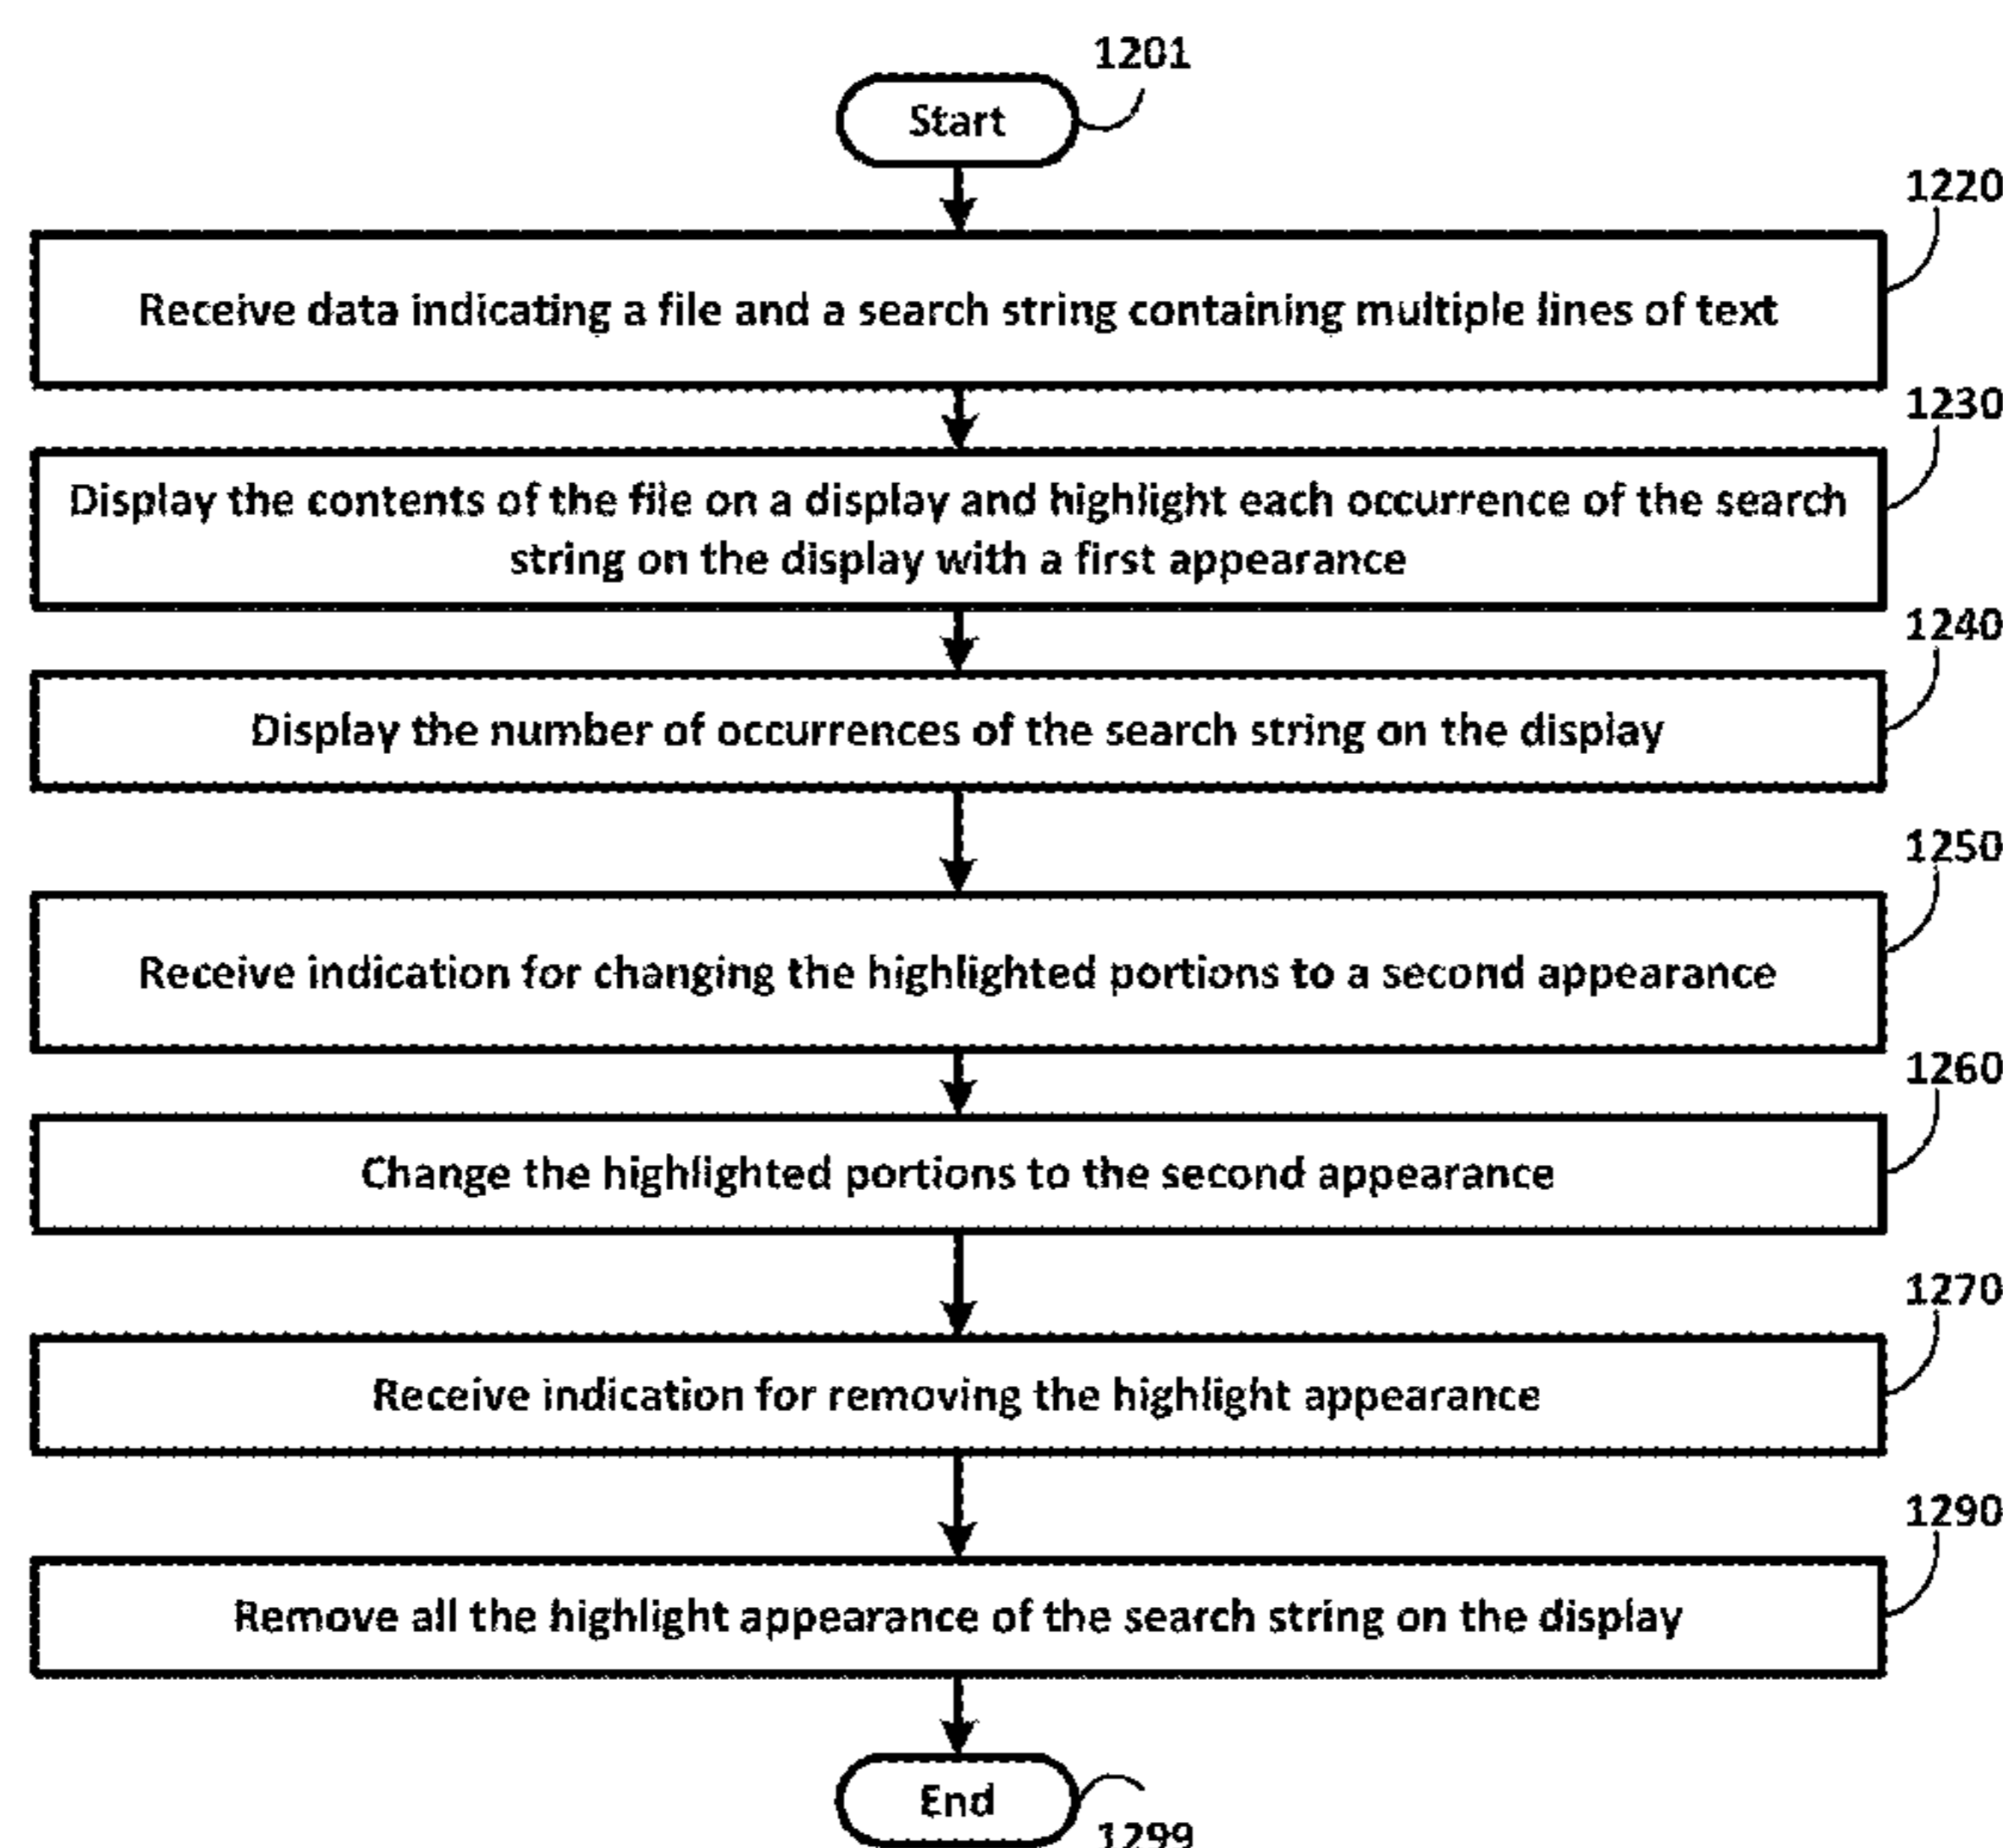 1201
Start
1220
Receive data indicating a file and a search string containing multiple lines of text
1230
Display the contents of the file on a display and highlight each occurrence of the search
string on the display with a first appearance
1240
Display the number of occurrences of the search string on the display
1250
Receive indication for changing the highlighted portions to a second appearance
1260
Change the highlighted portions to the second appearance
1270
Receive indication for removing the highlight appearance
1290
Remove all the highlight appearance of the search string on the display
End
1299